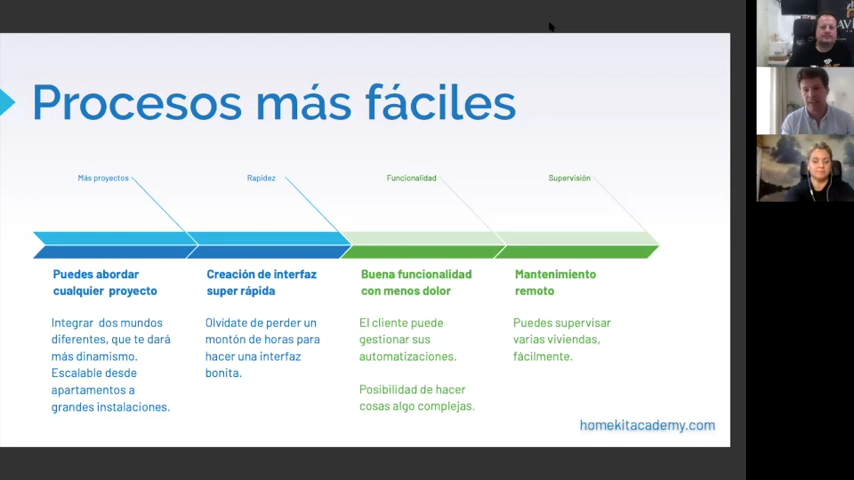 Procesos más fáciles
Más proyectos
Rapidez
Funcionalidad
Supervisión
Puedes abordar
cualquier proyecto
Integrar dos mundos
diferentes, que te dará
más dinamismo.
Escalable desde
apartamentos a
grandes instalaciones.
Creación de interfaz
super rápida
Olvídate de perder un
montón de horas para
hacer una interfaz
bonita.
Buena funcionalidad
con menos dolor
El cliente puede
gestionar sus
automatizaciones.
Posibilidad de hacer
cosas algo complejas.
Mantenimiento
remoto
Puedes supervisar
varias viviendas,
fácilmente.
homekitacademy.com